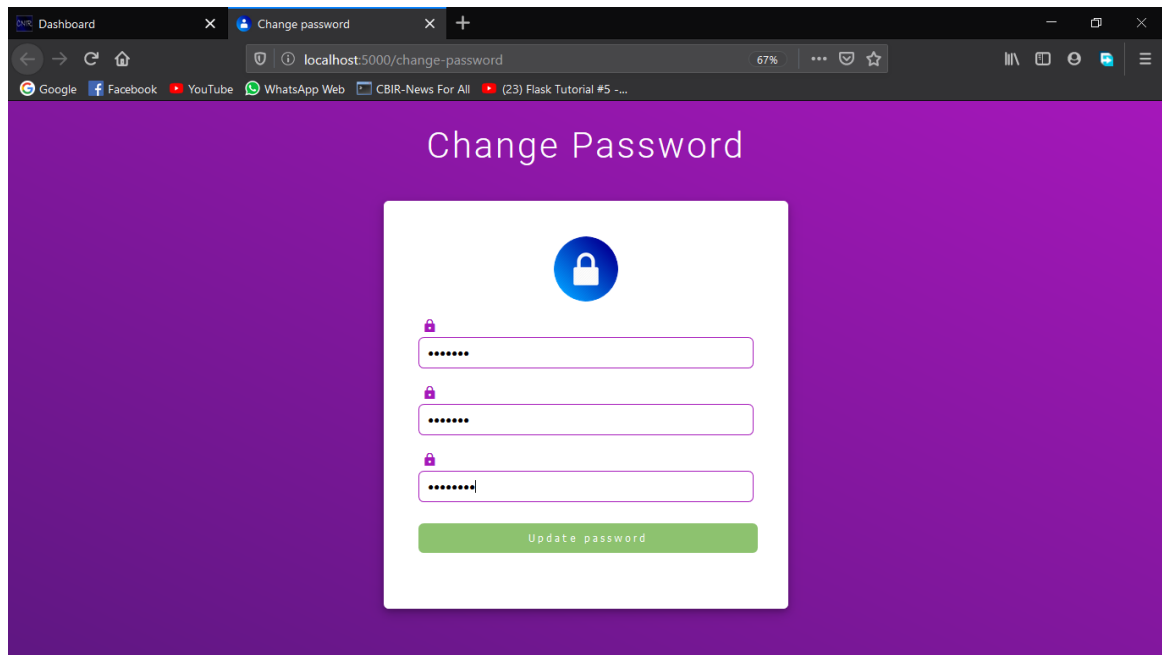 CNIR Dashboard Change password
localhost:5000/change-password 67%
Google Facebook YouTube WhatsApp Web CBIR-News For All (23) Flask Tutorial #5 -...
Change Password
•••••••
•••••••
••••••••
Update password